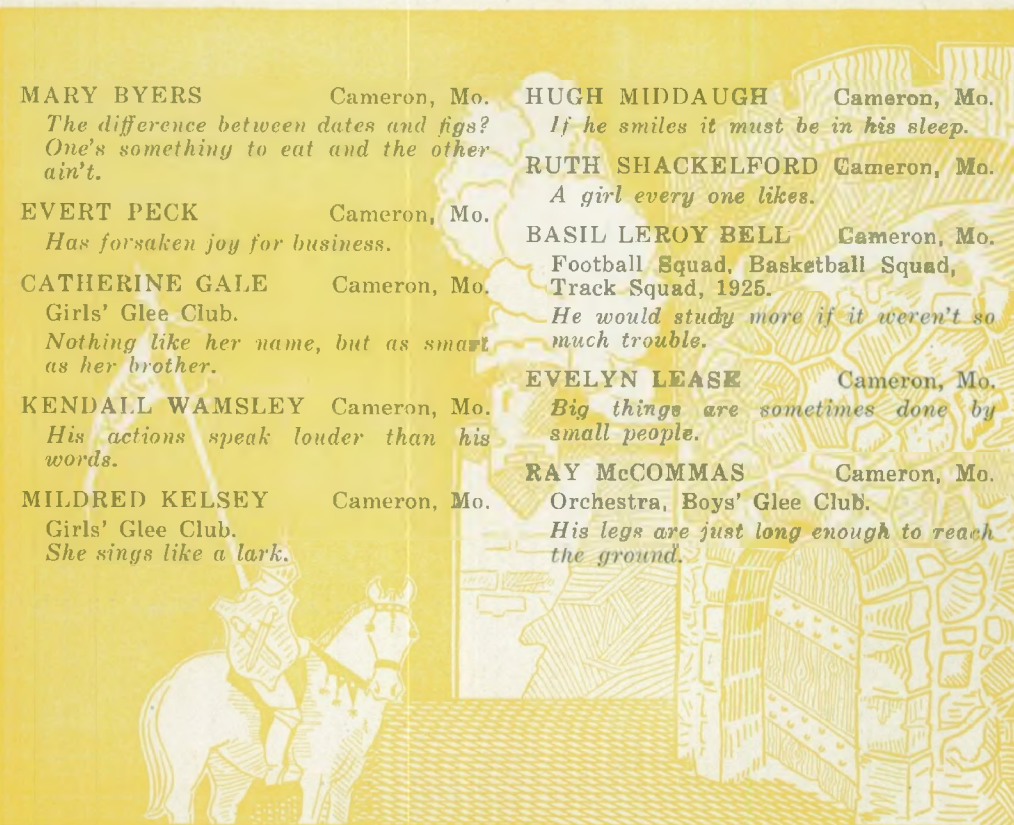 MARY BYERS Cameron, Mo.
The difference between dates and figs?
One's something to eat and the other
ain't.
EVERT PECK Cameron, Mo.
Has forsaken joy for business.
CATHERINE GALE Cameron, Mo.
Girls' Glee Club.
Nothing like her name, but as smart
as her brother.
KENDALL WAMSLEY Cameron, Mo.
His actions speak louder than his
words.
MILDRED KELSEY Cameron, Mo.
Girls' Glee Club.
She sings like a lark.
HUGH MIDDAUGH Cameron, Mo.
If he smiles it must be in his sleep.
RUTH SHACKELFORD Cameron, Mo.
A girl every one likes.
BASIL LEROY BELL Cameron, Mo.
Football Squad, Basketball Squad,
Track Squad, 1925.
He would study more if it weren't so
much trouble.
EVELYN LEASE Cameron, Mo.
Big things are sometimes done by
small people.
RAY McCOMMAS Cameron, Mo.
Orchestra, Boys' Glee Club.
His legs are just long enough to reach
the ground.